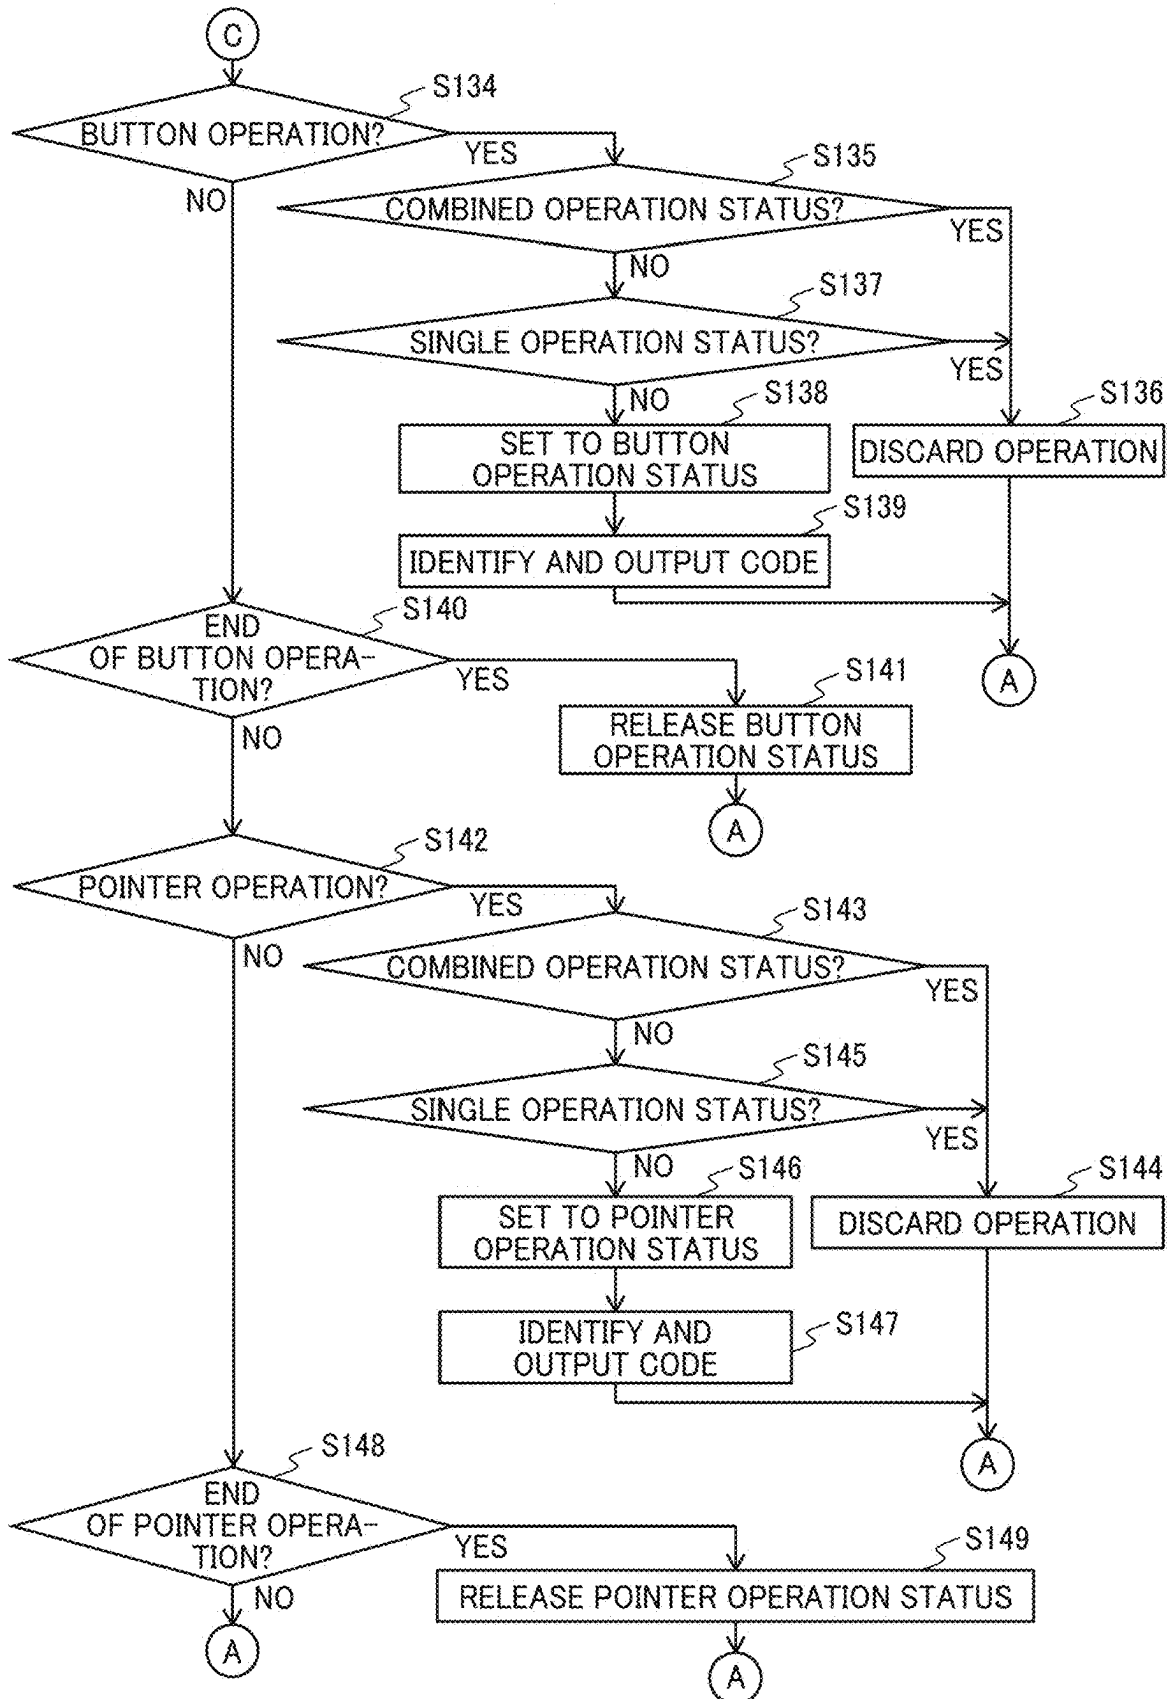 C
S134
BUTTON OPERATION?
YES
NO
S135
COMBINED OPERATION STATUS?
YES
NO
S137
SINGLE OPERATION STATUS?
YES
NO
S138
SET TO BUTTON
OPERATION STATUS
S136
DISCARD OPERATION
S139
IDENTIFY AND OUTPUT CODE
A
S140
END
OF BUTTON OPERA-
TION?
YES
NO
S141
RELEASE BUTTON
OPERATION STATUS
A
S142
POINTER OPERATION?
YES
NO
S143
COMBINED OPERATION STATUS?
YES
NO
S145
SINGLE OPERATION STATUS?
YES
NO
S146
SET TO POINTER
OPERATION STATUS
S144
DISCARD OPERATION
S147
IDENTIFY AND
OUTPUT CODE
A
S148
END
OF POINTER OPERA-
TION?
YES
NO
S149
RELEASE POINTER OPERATION STATUS
A
A